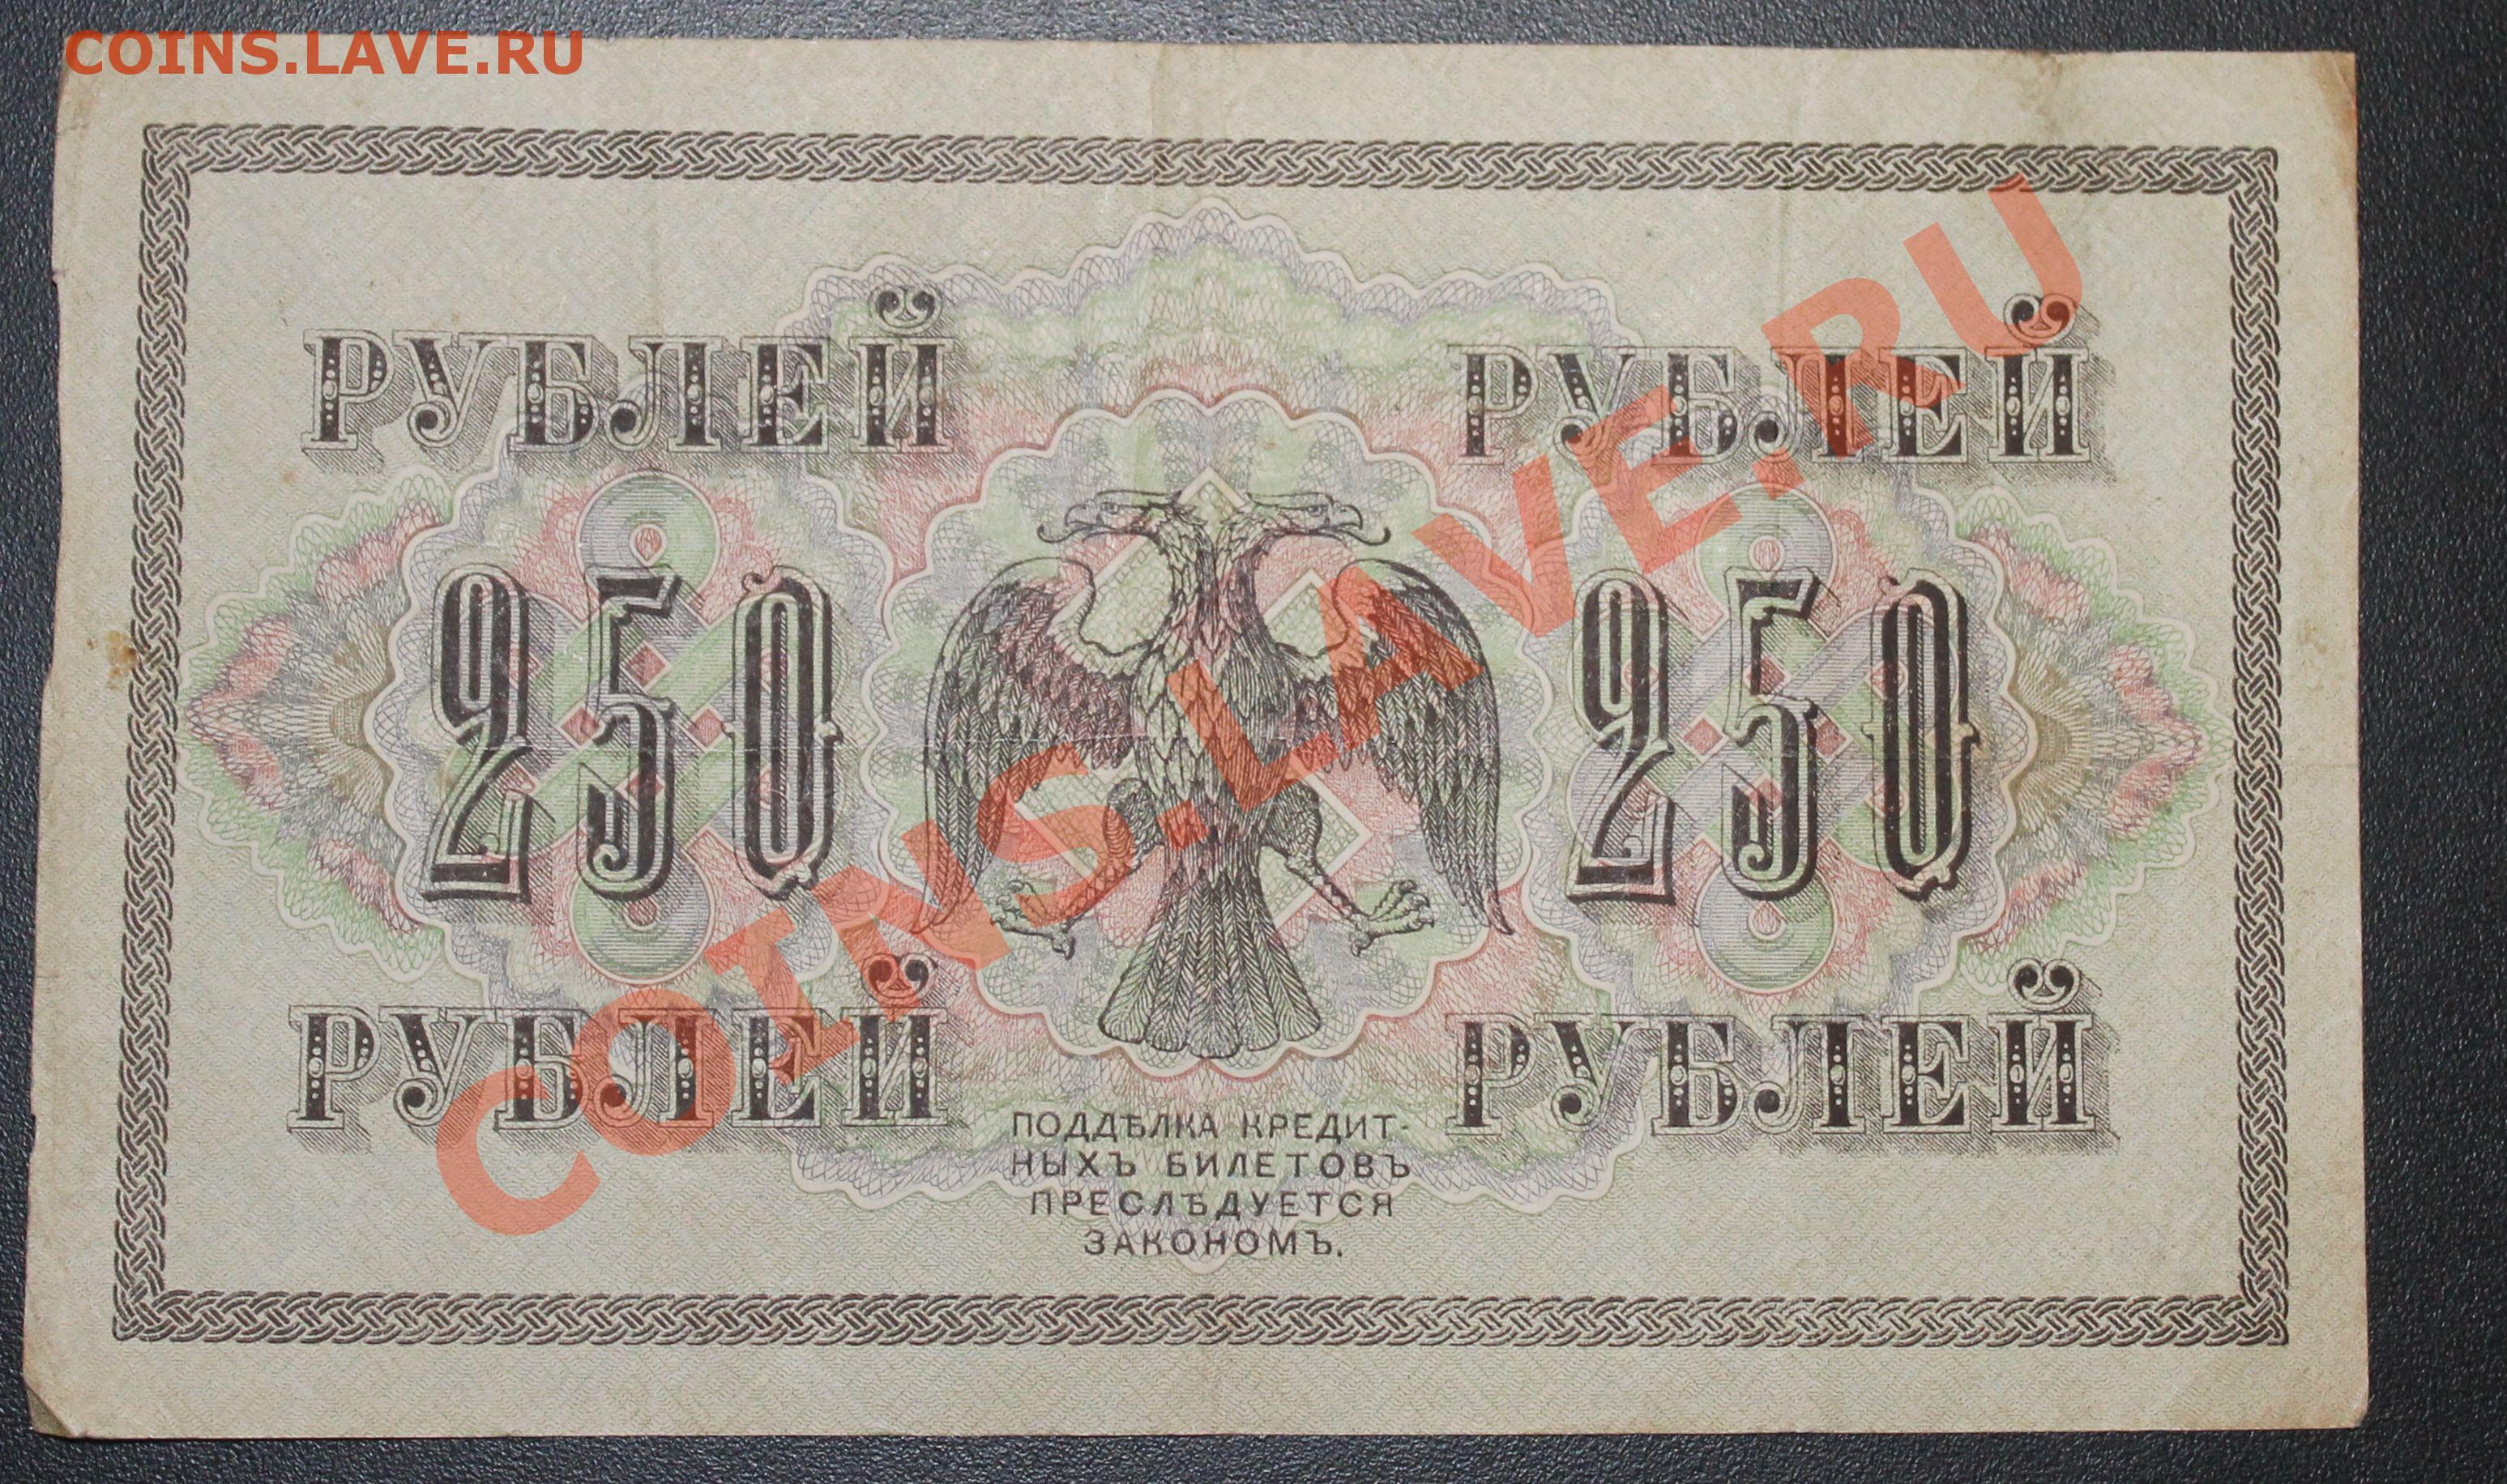 COINS.LAVE.RU
РУБЛЕЙ РУБЛЕЙ
250 250
РУБЛЕЙ РУБЛЕЙ
ПОДДѢЛКА КРЕДИТ-
НЫХЪ БИЛЕТОВЪ
ПРЕСЛѢДУЕТСЯ
ЗАКОНОМЪ.
COINS.LAVE.RU